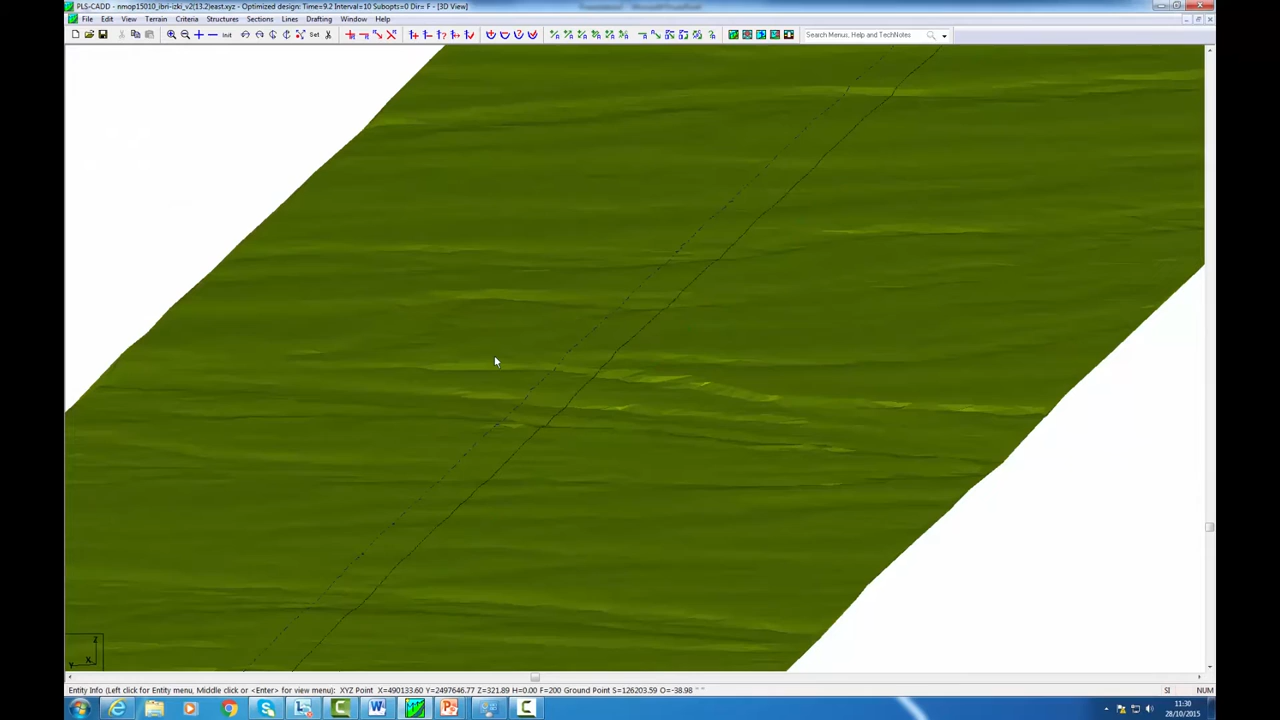 PLS-CADD - nmop15010_ibri-izki_v2(13.2)east.xyz - Optimized design: Time=9.2 Interval=10 Subopts=0 Dir= F - [3D View]
File Edit View Terrain Criteria Structures Sections Lines Drafting Window Help
Init Set Search Menus, Help and TechNotes
Z
Y X
Entity Info (Left click for Entity menu, Middle click or <Enter> for view menu): XYZ Point X=490133.60 Y=2497646.77 Z=321.89 H=0.00 F=200 Ground Point S=126203.59 O=-38.98 " " SI NUM
11:30
28/10/2015